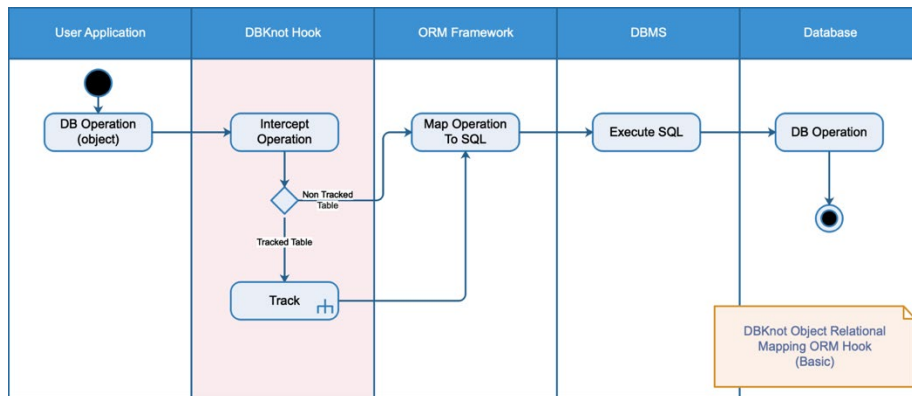 User Application
DBKnot Hook
ORM Framework
DBMS
Database
DB Operation
(object)
Intercept
Operation
Map Operation
To SQL
Execute SQL
DB Operation
Non Tracked
Table
Tracked Table
Track
DBKnot Object Relational
Mapping ORM Hook
(Basic)